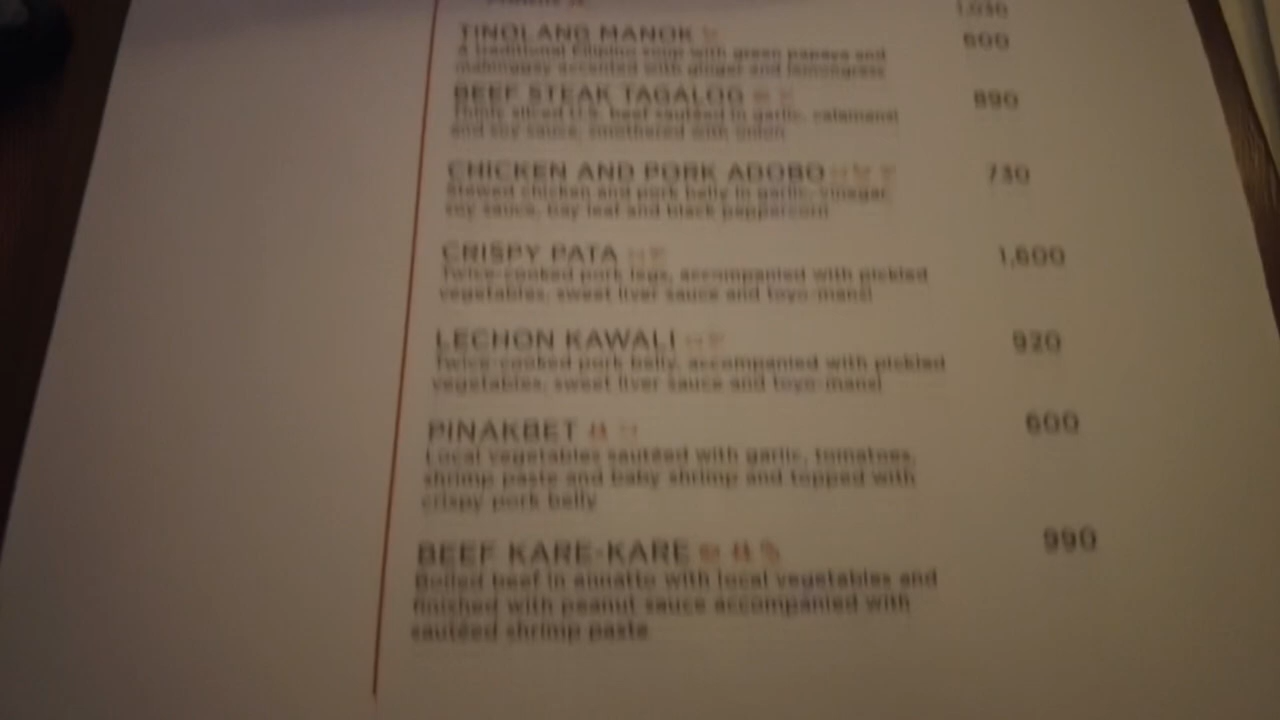 1,030
TINOLANG MANOK 600
A traditional Filipino soup with green papaya and
malunggay accented with ginger and lemongrass
BEEF STEAK TAGALOG 890
Thinly sliced U.S. beef sautéed in garlic, calamansi
and soy sauce, smothered with onion
CHICKEN AND PORK ADOBO 730
Stewed chicken and pork belly in garlic, vinegar,
soy sauce, bay leaf and black peppercorn
CRISPY PATA 1,600
Twice-cooked pork legs, accompanied with pickled
vegetables, sweet liver sauce and toyo-mansi
LECHON KAWALI 920
Twice-cooked pork belly, accompanied with pickled
vegetables, sweet liver sauce and toyo-mansi
PINAKBET 600
Local vegetables sautéed with garlic, tomatoes,
shrimp paste and baby shrimp and topped with
crispy pork belly
BEEF KARE-KARE 990
Boiled beef in annatto with local vegetables and
finished with peanut sauce accompanied with
sautéed shrimp paste